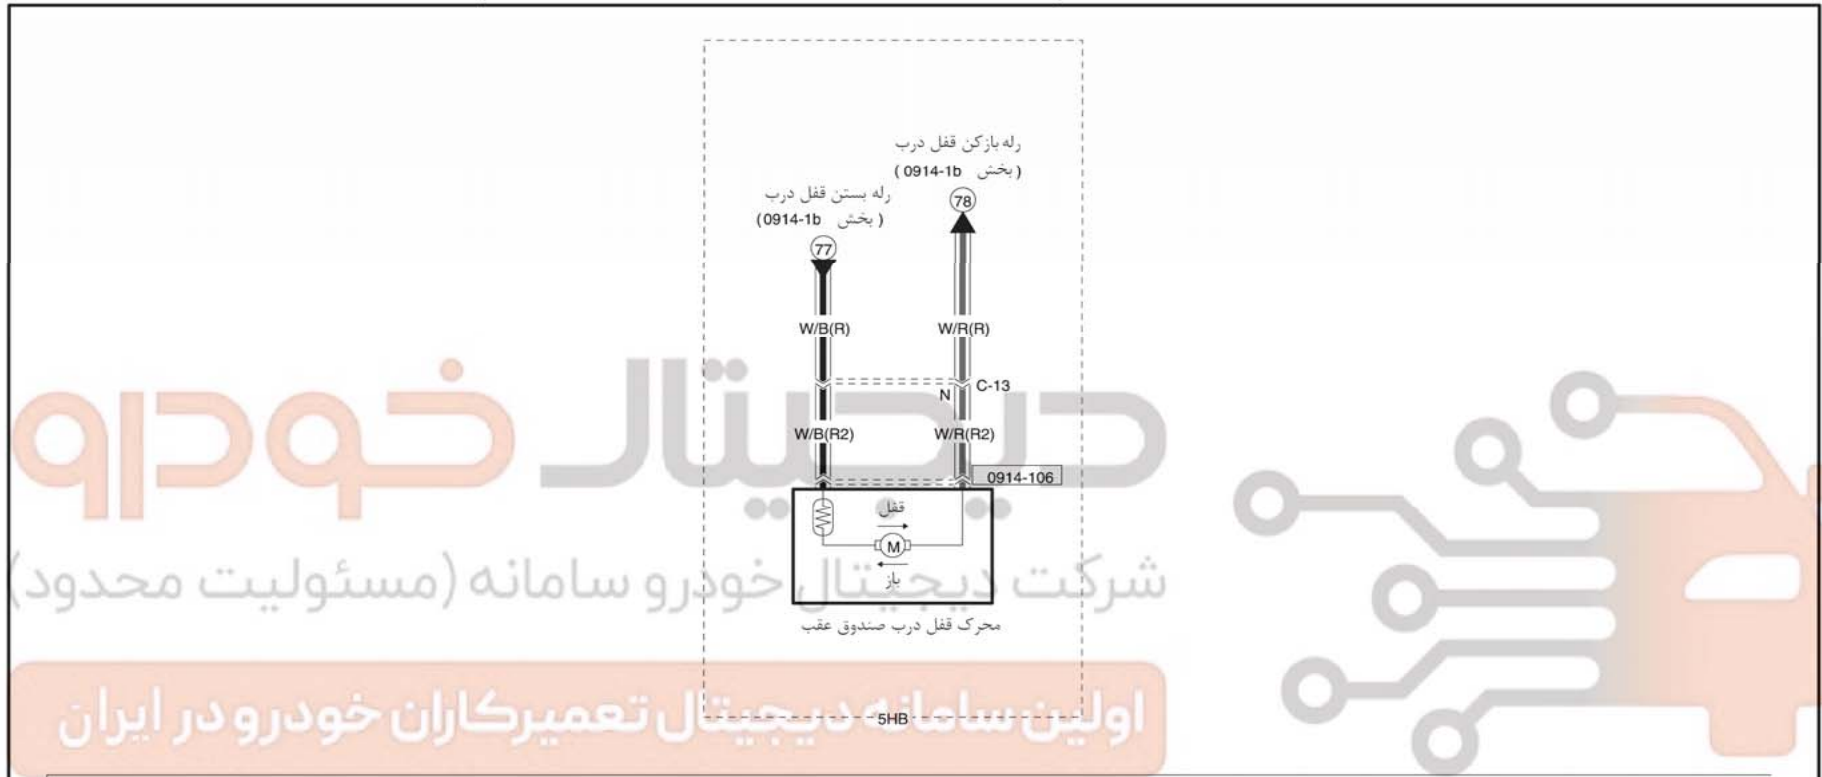 رله بازکن قفل درب
( بخش 0914-1b )
78
رله بستن قفل درب
( بخش 0914-1b )
77
W/B(R)
W/R(R)
C-13
N
W/B(R2)
W/R(R2)
0914-106
قفل
M
باز
محرک قفل درب صندوق عقب
5HB
دیجیتال خودرو
شرکت دیجیتال خودرو سامانه (مسئولیت محدود)
اولین سامانه دیجیتال تعمیرکاران خودرو در ایران